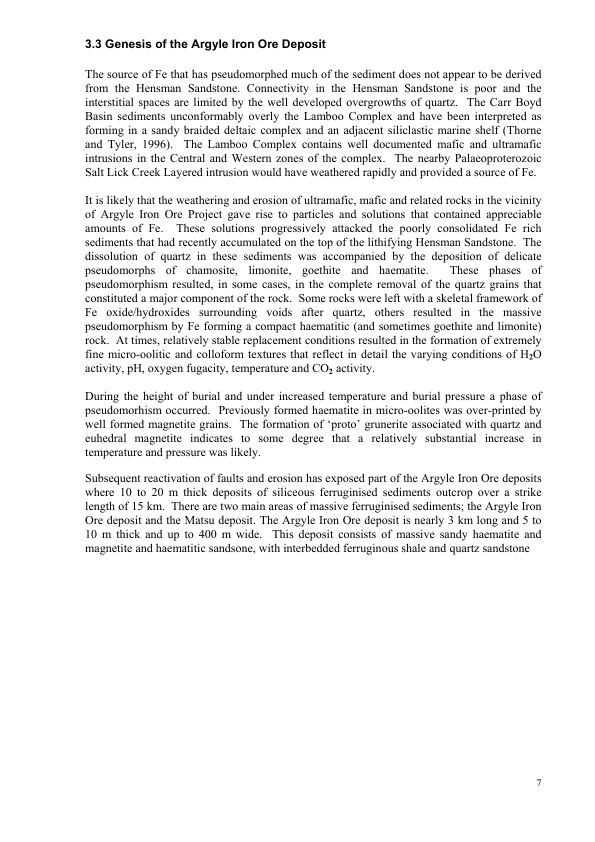 3.3 Genesis of the Argyle Iron Ore Deposit
The source of Fe that has pseudomorphed much of the sediment does not appear to be derived
from the Hensman Sandstone. Connectivity in the Hensman Sandstone is poor and the
interstitial spaces are limited by the well developed overgrowths of quartz. The Carr Boyd
Basin sediments unconformably overly the Lamboo Complex and have been interpreted as
forming in a sandy braided deltaic complex and an adjacent siliclastic marine shelf (Thorne
and Tyler, 1996). The Lamboo Complex contains well documented mafic and ultramafic
intrusions in the Central and Western zones of the complex. The nearby Palaeoproterozoic
Salt Lick Creek Layered intrusion would have weathered rapidly and provided a source of Fe.
It is likely that the weathering and erosion of ultramafic, mafic and related rocks in the vicinity
of Argyle Iron Ore Project gave rise to particles and solutions that contained appreciable
amounts of Fe. These solutions progressively attacked the poorly consolidated Fe rich
sediments that had recently accumulated on the top of the lithifying Hensman Sandstone. The
dissolution of quartz in these sediments was accompanied by the deposition of delicate
pseudomorphs of chamosite, limonite, goethite and haematite. These phases of
pseudomorphism resulted, in some cases, in the complete removal of the quartz grains that
constituted a major component of the rock. Some rocks were left with a skeletal framework of
Fe oxide/hydroxides surrounding voids after quartz, others resulted in the massive
pseudomorphism by Fe forming a compact haematitic (and sometimes goethite and limonite)
rock. At times, relatively stable replacement conditions resulted in the formation of extremely
fine micro-oolitic and colloform textures that reflect in detail the varying conditions of H₂O
activity, pH, oxygen fugacity, temperature and CO₂ activity.
During the height of burial and under increased temperature and burial pressure a phase of
pseudomorhism occurred. Previously formed haematite in micro-oolites was over-printed by
well formed magnetite grains. The formation of ‘proto’ grunerite associated with quartz and
euhedral magnetite indicates to some degree that a relatively substantial increase in
temperature and pressure was likely.
Subsequent reactivation of faults and erosion has exposed part of the Argyle Iron Ore deposits
where 10 to 20 m thick deposits of siliceous ferruginised sediments outcrop over a strike
length of 15 km. There are two main areas of massive ferruginised sediments; the Argyle Iron
Ore deposit and the Matsu deposit. The Argyle Iron Ore deposit is nearly 3 km long and 5 to
10 m thick and up to 400 m wide. This deposit consists of massive sandy haematite and
magnetite and haematitic sandsone, with interbedded ferruginous shale and quartz sandstone
7